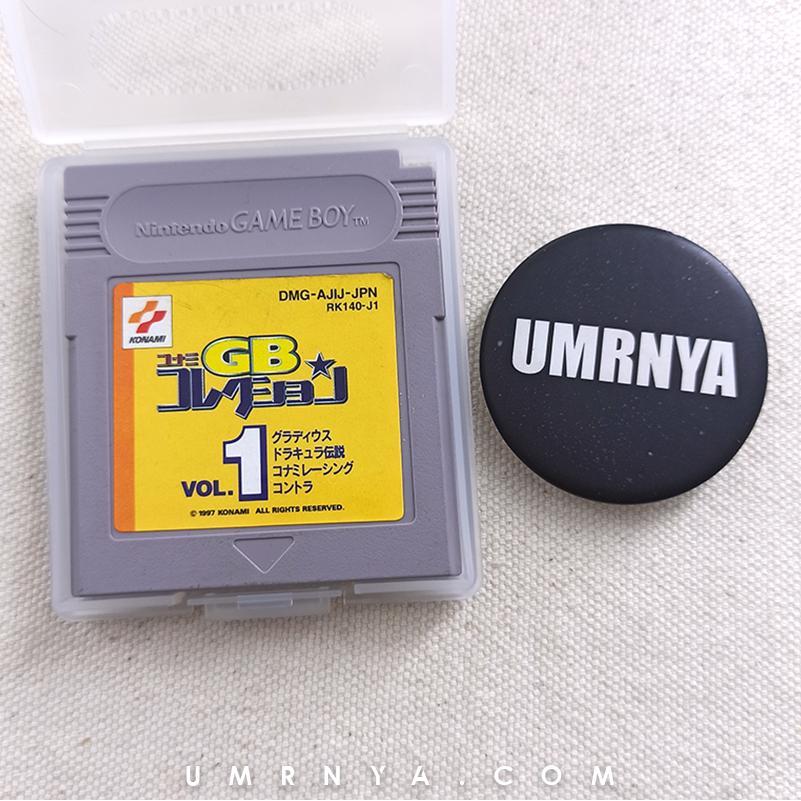 Nintendo GAME BOY™
DMG-AJIJ-JPN
RK140-J1
KONAMI
コナミ GB
コレクション
VOL.1
グラディウス
ドラキュラ伝説
コナミレーシング
コントラ
© 1997 KONAMI ALL RIGHTS RESERVED.
UMRNYA
UMRNYA.COM